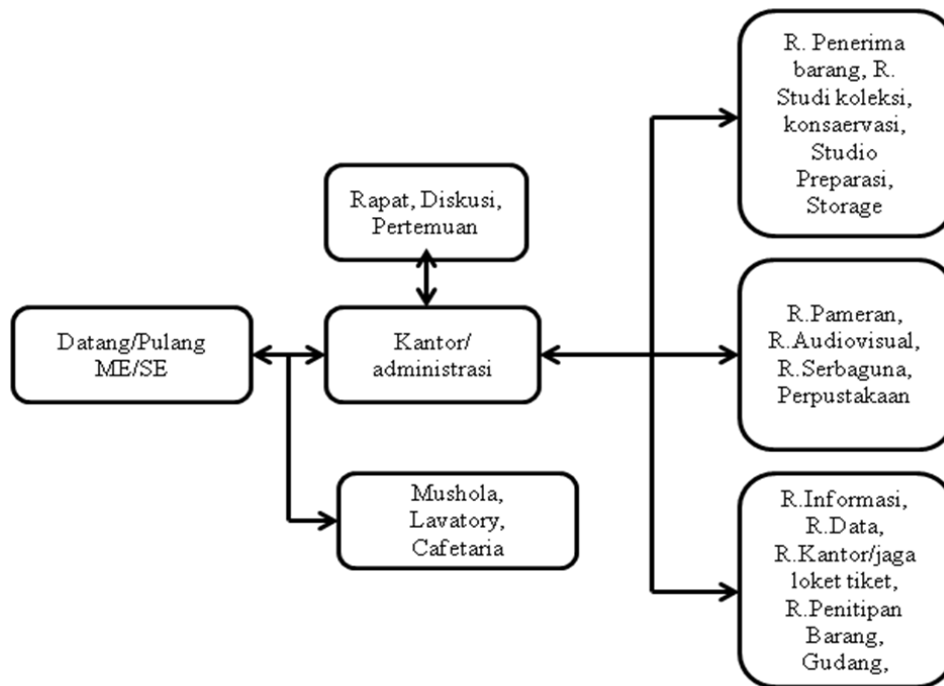 R. Penerima
barang, R.
Studi koleksi,
konsaervasi,
Studio
Preparasi,
Storage
Rapat, Diskusi,
Pertemuan
Datang/Pulang
ME/SE
Kantor/
administrasi
R.Pameran,
R.Audiovisual,
R.Serbaguna,
Perpustakaan
Mushola,
Lavatory,
Cafetaria
R.Informasi,
R.Data,
R.Kantor/jaga
loket tiket,
R.Penitipan
Barang,
Gudang,